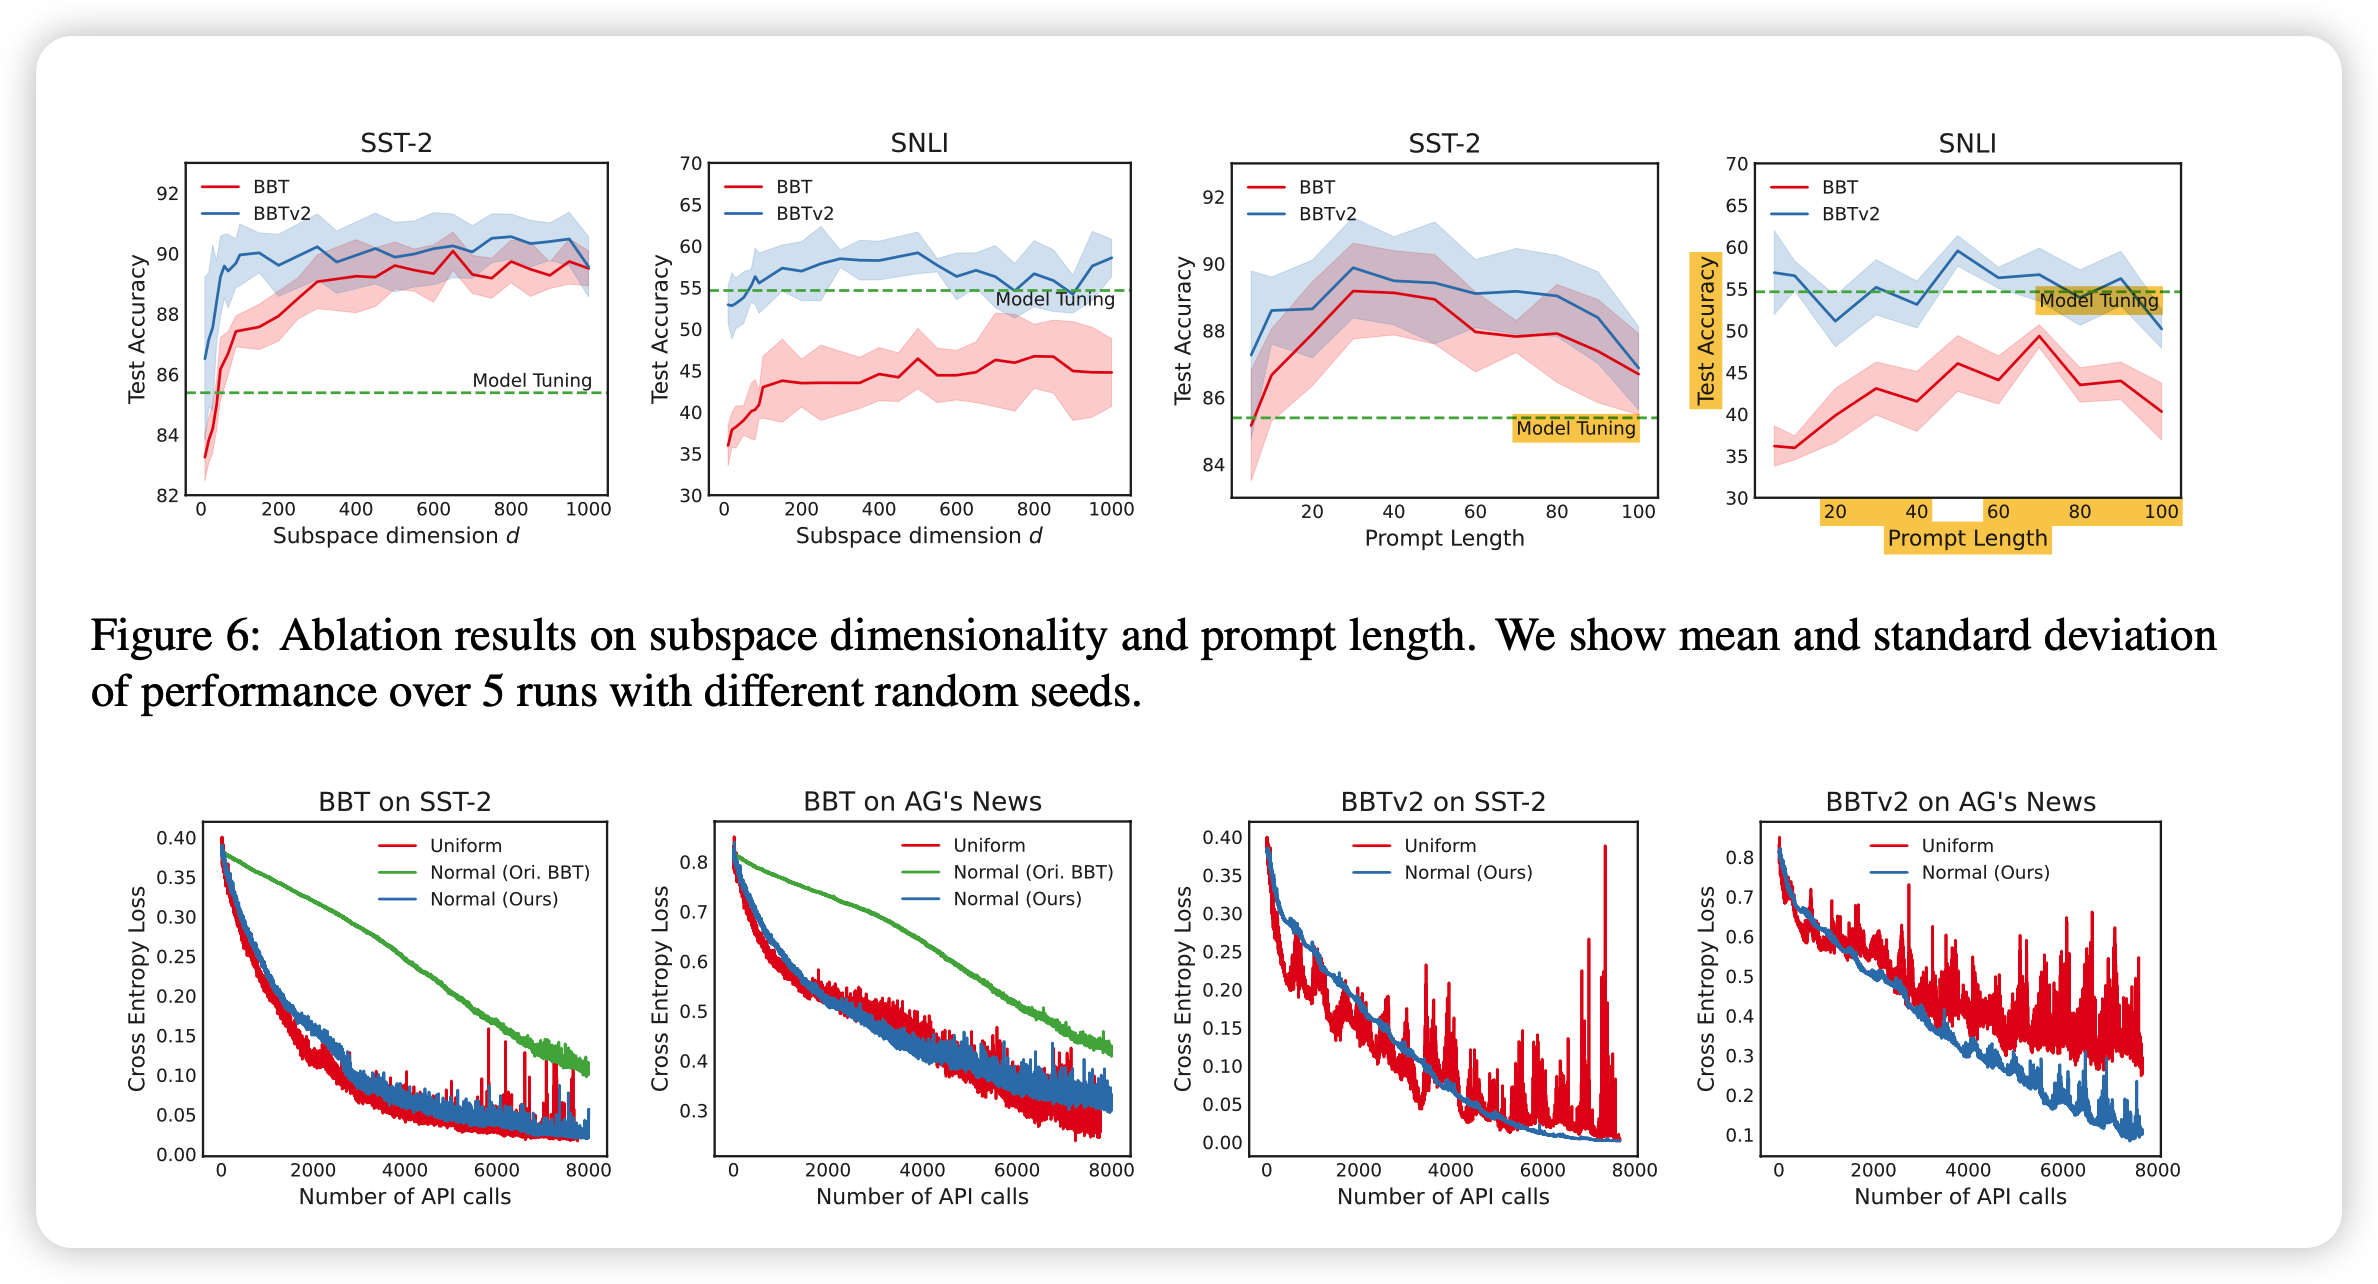 SST-2
BBT
BBTv2
92
90
88
86
84
82
Test Accuracy
Model Tuning
0 200 400 600 800 1000
Subspace dimension d
SNLI
BBT
BBTv2
70
65
60
55
50
45
40
35
30
Test Accuracy
Model Tuning
0 200 400 600 800 1000
Subspace dimension d
SST-2
BBT
BBTv2
92
90
88
86
84
Test Accuracy
Model Tuning
20 40 60 80 100
Prompt Length
SNLI
BBT
BBTv2
70
65
60
55
50
45
40
35
30
Test Accuracy
Model Tuning
20 40 60 80 100
Prompt Length
Figure 6: Ablation results on subspace dimensionality and prompt length. We show mean and standard deviation
of performance over 5 runs with different random seeds.
BBT on SST-2
Uniform
Normal (Ori. BBT)
Normal (Ours)
0.40
0.35
0.30
0.25
0.20
0.15
0.10
0.05
0.00
Cross Entropy Loss
0 2000 4000 6000 8000
Number of API calls
BBT on AG's News
Uniform
Normal (Ori. BBT)
Normal (Ours)
0.8
0.7
0.6
0.5
0.4
0.3
Cross Entropy Loss
0 2000 4000 6000 8000
Number of API calls
BBTv2 on SST-2
Uniform
Normal (Ours)
0.40
0.35
0.30
0.25
0.20
0.15
0.10
0.05
0.00
Cross Entropy Loss
0 2000 4000 6000 8000
Number of API calls
BBTv2 on AG's News
Uniform
Normal (Ours)
0.8
0.7
0.6
0.5
0.4
0.3
0.2
0.1
Cross Entropy Loss
0 2000 4000 6000 8000
Number of API calls